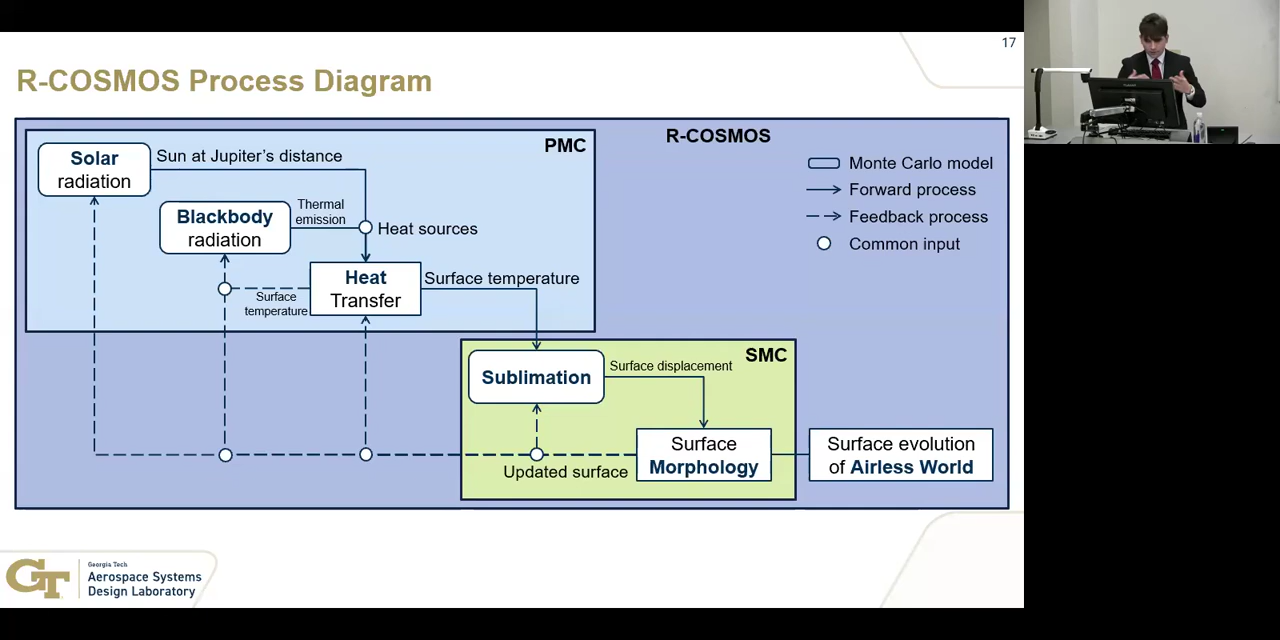 17
R-COSMOS Process Diagram
PMC
R-COSMOS
Solar
radiation
Sun at Jupiter's distance
Blackbody
radiation
Thermal
emission
Heat sources
Heat
Transfer
Surface temperature
Surface
temperature
Monte Carlo model
Forward process
Feedback process
Common input
SMC
Sublimation
Surface displacement
Surface
Morphology
Updated surface
Surface evolution
of Airless World
GT
Georgia Tech
Aerospace Systems
Design Laboratory